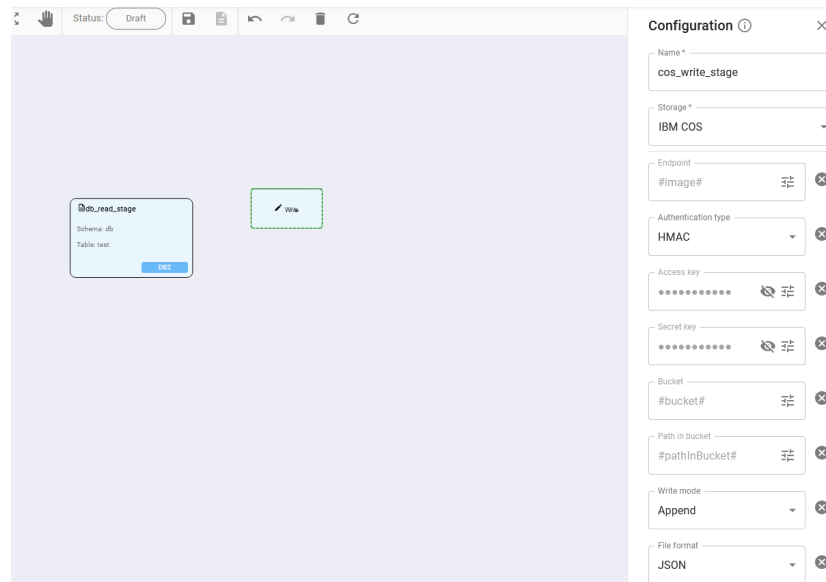 Status: Draft
Configuration
Name *
cos_write_stage
Storage *
IBM COS
Endpoint
#image#
Authentication type
HMAC
Access key
Secret key
Bucket
#bucket#
Path in bucket
#pathInBucket#
Write mode
Append
File format
JSON
db_read_stage
Schema: db
Table: test
DB2
Write